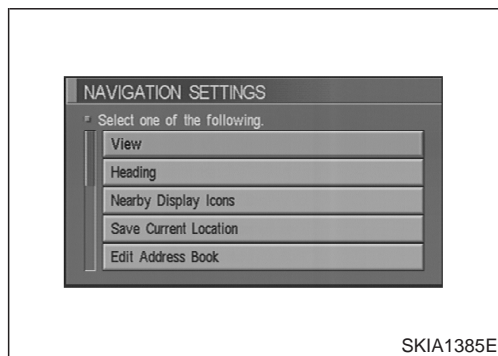 NAVIGATION SETTINGS
Select one of the following.
View
Heading
Nearby Display Icons
Save Current Location
Edit Address Book
SKIA1385E